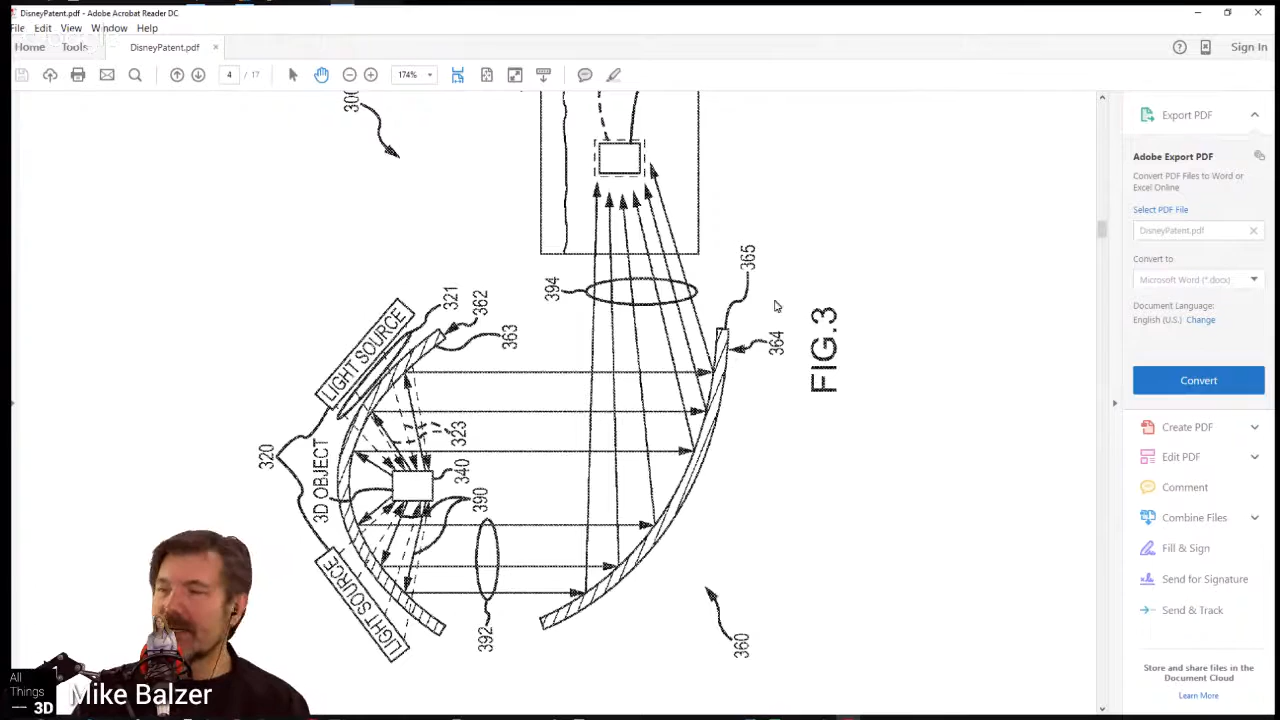 DisneyPatent.pdf - Adobe Acrobat Reader DC
File Edit View Window Help
Home Tools DisneyPatent.pdf
Sign In
4 / 17
174%
300
394
365
364
FIG.3
321
362
363
LIGHT SOURCE
320
3D OBJECT
323
340
390
LIGHT SOURCE
392
360
Export PDF
Adobe Export PDF
Convert PDF Files to Word or
Excel Online
Select PDF File
DisneyPatent.pdf
Convert to
Microsoft Word (*.docx)
Document Language:
English (U.S.) Change
Convert
Create PDF
Edit PDF
Comment
Combine Files
Fill & Sign
Send for Signature
Send & Track
Store and share files in the
Document Cloud
Learn More
All
Things
3D
Mike Balzer